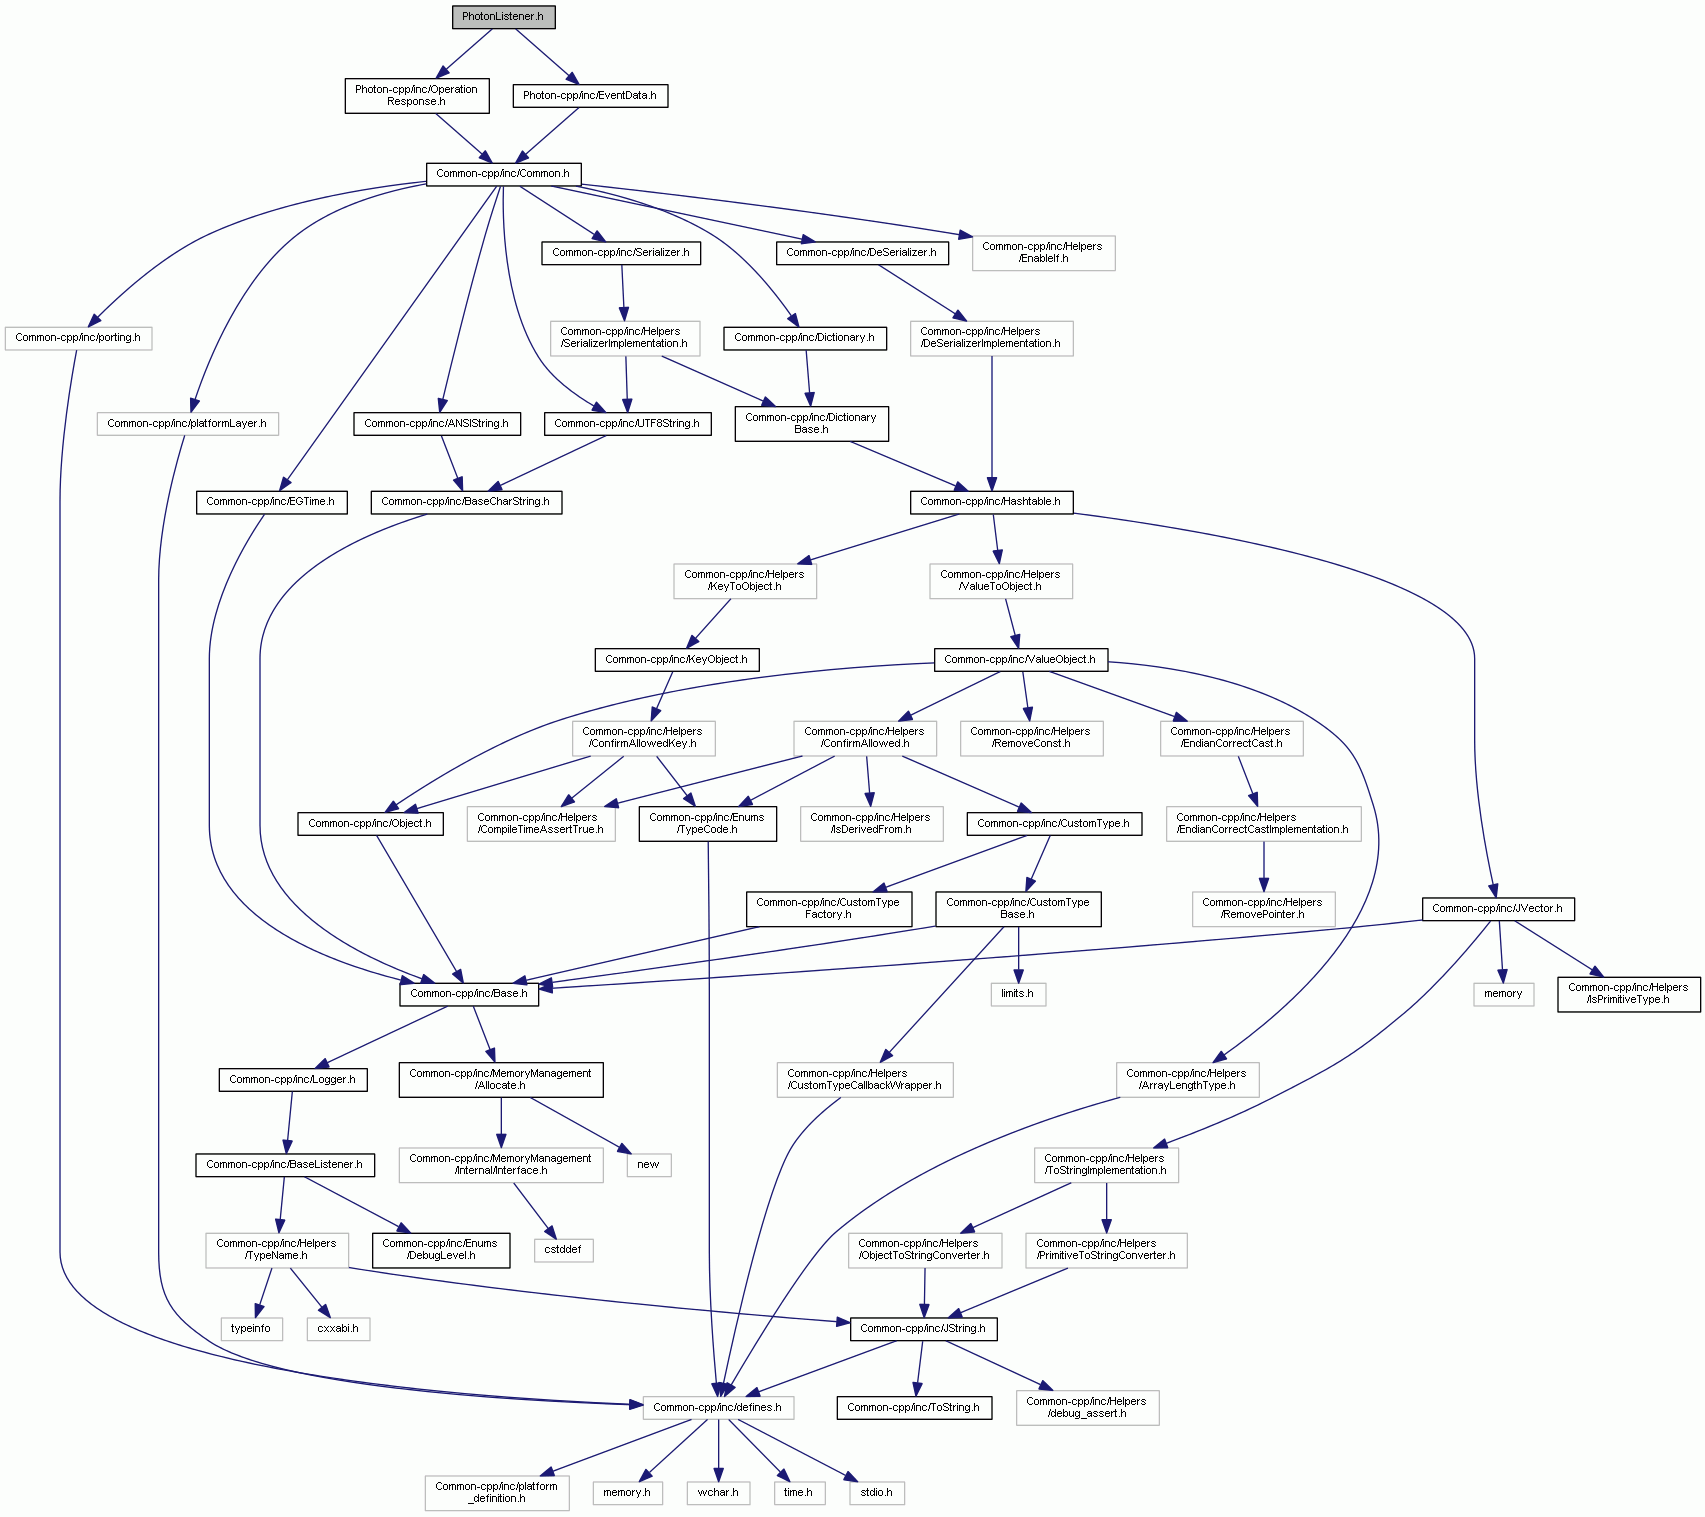 PhotonListener.h
Photon-cpp/inc/Operation
Response.h
Photon-cpp/inc/EventData.h
Common-cpp/inc/Common.h
Common-cpp/inc/Serializer.h
Common-cpp/inc/DeSerializer.h
Common-cpp/inc/Helpers
/EnableIf.h
Common-cpp/inc/porting.h
Common-cpp/inc/Helpers
/SerializerImplementation.h
Common-cpp/inc/Dictionary.h
Common-cpp/inc/Helpers
/DeSerializerImplementation.h
Common-cpp/inc/platformLayer.h
Common-cpp/inc/ANSIString.h
Common-cpp/inc/UTF8String.h
Common-cpp/inc/Dictionary
Base.h
Common-cpp/inc/EGTime.h
Common-cpp/inc/BaseCharString.h
Common-cpp/inc/Hashtable.h
Common-cpp/inc/Helpers
/KeyToObject.h
Common-cpp/inc/Helpers
/ValueToObject.h
Common-cpp/inc/KeyObject.h
Common-cpp/inc/ValueObject.h
Common-cpp/inc/Helpers
/ConfirmAllowedKey.h
Common-cpp/inc/Helpers
/ConfirmAllowed.h
Common-cpp/inc/Helpers
/RemoveConst.h
Common-cpp/inc/Helpers
/EndianCorrectCast.h
Common-cpp/inc/Object.h
Common-cpp/inc/Helpers
/CompileTimeAssertTrue.h
Common-cpp/inc/Enums
/TypeCode.h
Common-cpp/inc/Helpers
/IsDerivedFrom.h
Common-cpp/inc/CustomType.h
Common-cpp/inc/Helpers
/EndianCorrectCastImplementation.h
Common-cpp/inc/CustomType
Factory.h
Common-cpp/inc/CustomType
Base.h
Common-cpp/inc/Helpers
/RemovePointer.h
Common-cpp/inc/JVector.h
Common-cpp/inc/Base.h
limits.h
memory
Common-cpp/inc/Helpers
/IsPrimitiveType.h
Common-cpp/inc/Logger.h
Common-cpp/inc/MemoryManagement
/Allocate.h
Common-cpp/inc/Helpers
/CustomTypeCallbackWrapper.h
Common-cpp/inc/Helpers
/ArrayLengthType.h
Common-cpp/inc/BaseListener.h
Common-cpp/inc/MemoryManagement
/Internal/Interface.h
new
Common-cpp/inc/Helpers
/ToStringImplementation.h
Common-cpp/inc/Helpers
/TypeName.h
Common-cpp/inc/Enums
/DebugLevel.h
cstddef
Common-cpp/inc/Helpers
/ObjectToStringConverter.h
Common-cpp/inc/Helpers
/PrimitiveToStringConverter.h
typeinfo
cxxabi.h
Common-cpp/inc/JString.h
Common-cpp/inc/defines.h
Common-cpp/inc/ToString.h
Common-cpp/inc/Helpers
/debug_assert.h
Common-cpp/inc/platform
_definition.h
memory.h
wchar.h
time.h
stdio.h